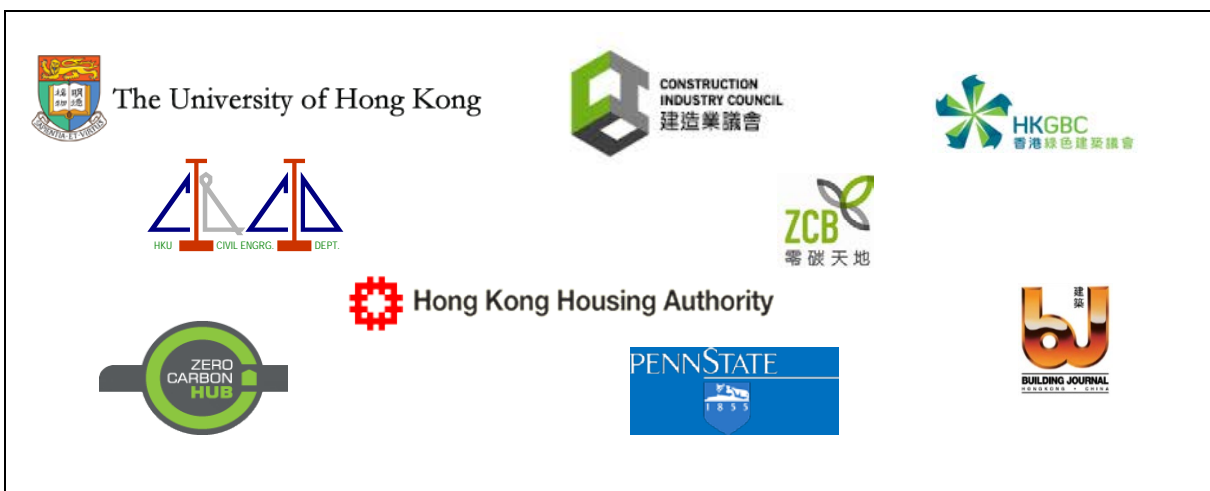 The University of Hong Kong
SAPIENTIA·ET·VIRTUS
CONSTRUCTION
INDUSTRY COUNCIL
建造業議會
HKGBC
香港綠色建築議會
HKU CIVIL ENGRG. DEPT.
ZCB
零碳天地
Hong Kong Housing Authority
建
築
BUILDING JOURNAL
HONGKONG • CHINA
ZERO
CARBON
HUB
PENNSTATE
1855